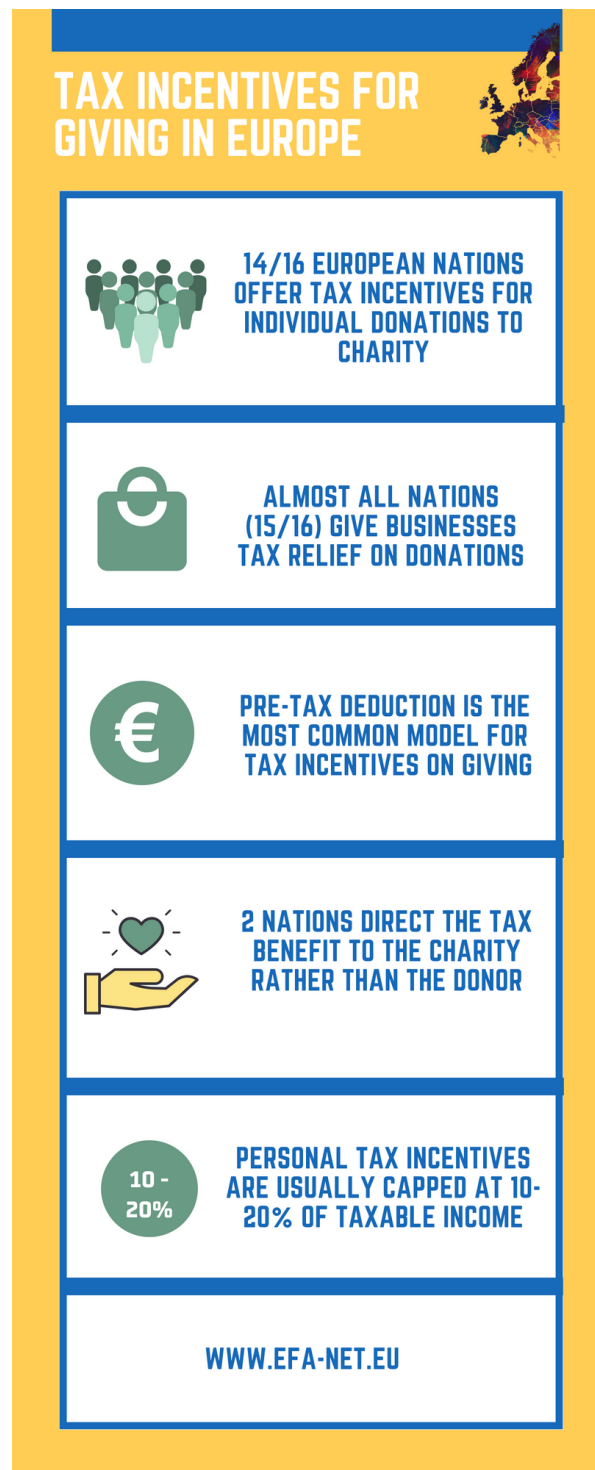 TAX INCENTIVES FOR
GIVING IN EUROPE
14/16 EUROPEAN NATIONS
OFFER TAX INCENTIVES FOR
INDIVIDUAL DONATIONS TO
CHARITY
ALMOST ALL NATIONS
(15/16) GIVE BUSINESSES
TAX RELIEF ON DONATIONS
€
PRE-TAX DEDUCTION IS THE
MOST COMMON MODEL FOR
TAX INCENTIVES ON GIVING
2 NATIONS DIRECT THE TAX
BENEFIT TO THE CHARITY
RATHER THAN THE DONOR
10 -
20%
PERSONAL TAX INCENTIVES
ARE USUALLY CAPPED AT 10-
20% OF TAXABLE INCOME
WWW.EFA-NET.EU